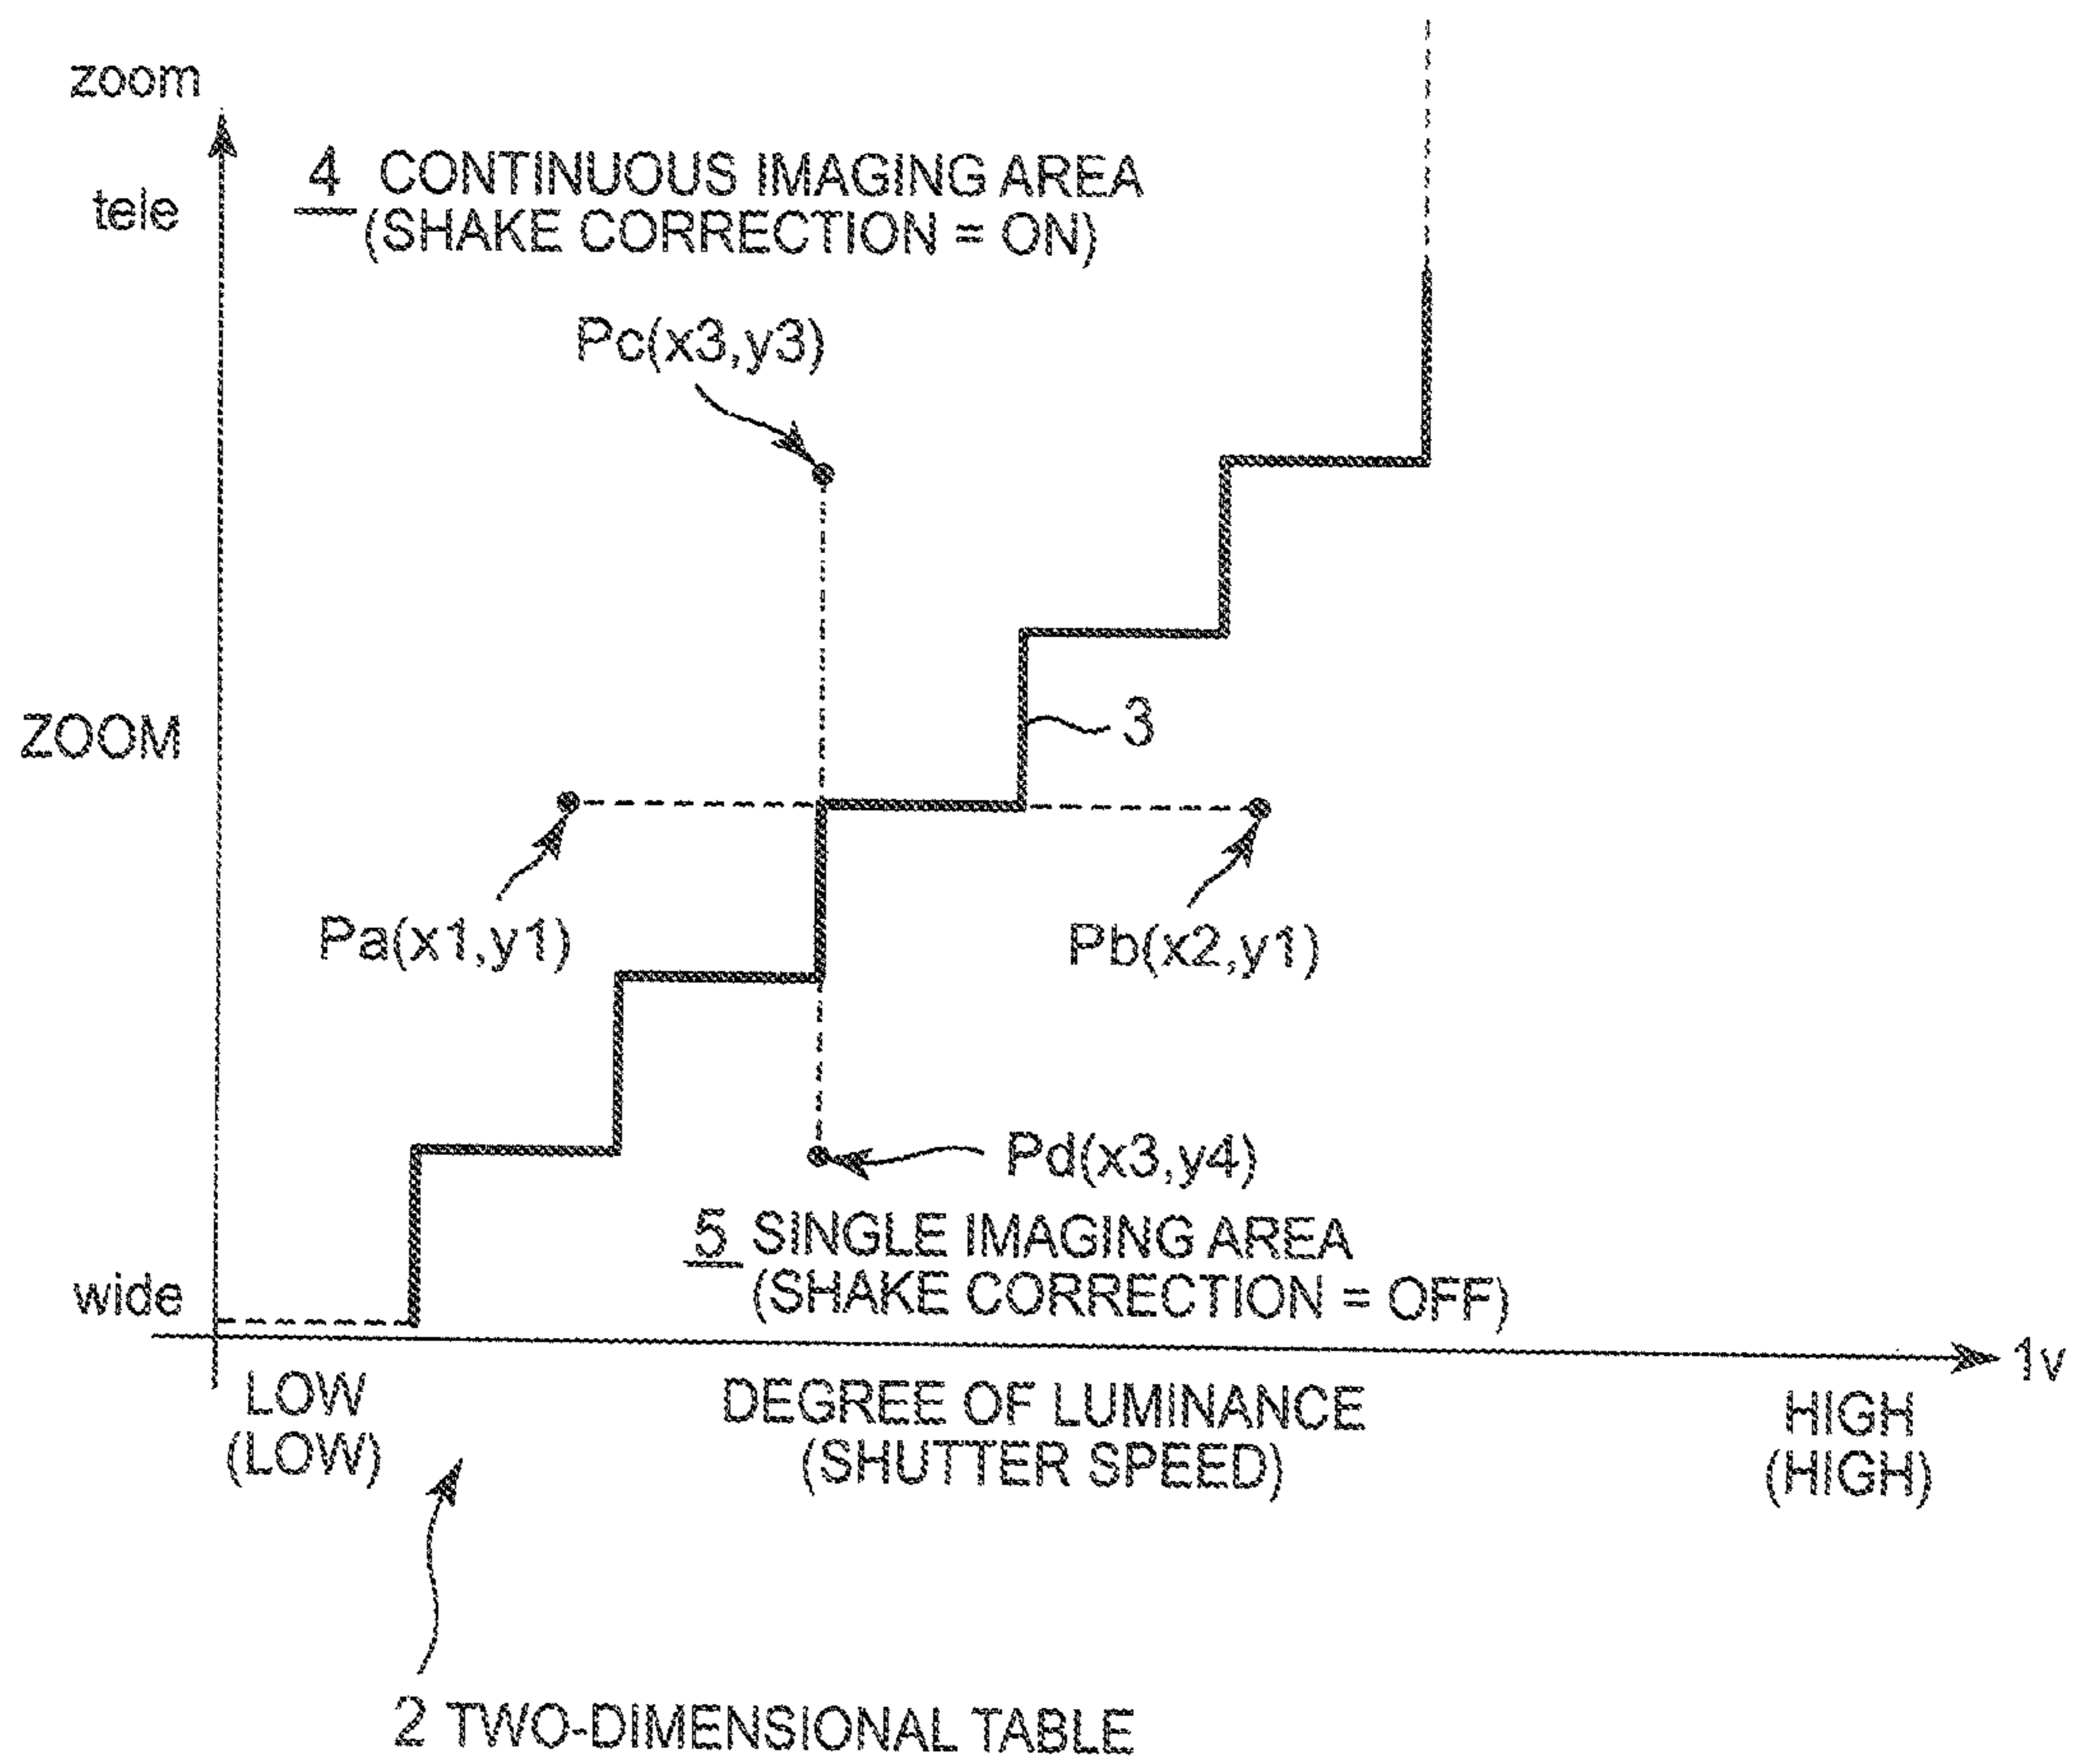 zoom
tele
4 CONTINUOUS IMAGING AREA
(SHAKE CORRECTION = ON)
Pc(x3,y3)
ZOOM
3
Pa(x1,y1)
Pb(x2,y1)
Pd(x3,y4)
5 SINGLE IMAGING AREA
(SHAKE CORRECTION = OFF)
wide
1v
LOW
(LOW)
DEGREE OF LUMINANCE
(SHUTTER SPEED)
HIGH
(HIGH)
2 TWO-DIMENSIONAL TABLE